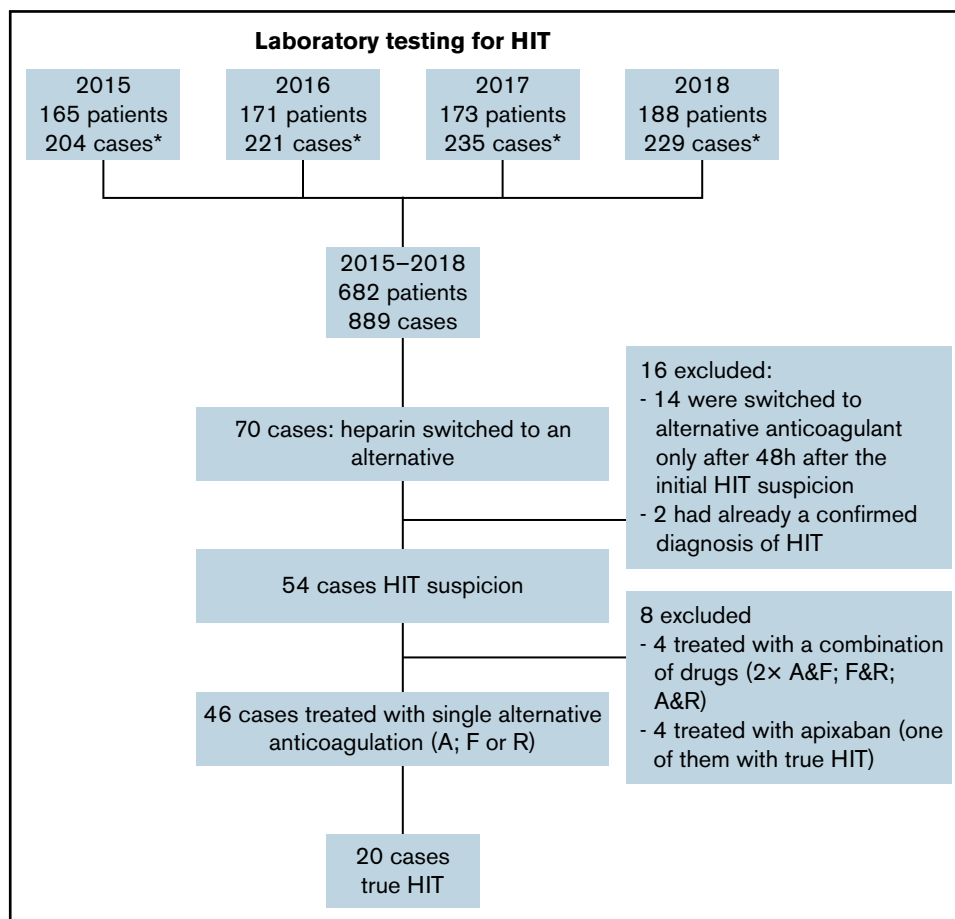 Laboratory testing for HIT
2015
165 patients
204 cases*
2016
171 patients
221 cases*
2017
173 patients
235 cases*
2018
188 patients
229 cases*
2015–2018
682 patients
889 cases
70 cases: heparin switched to an
alternative
16 excluded:
- 14 were switched to
alternative anticoagulant
only after 48h after the
initial HIT suspicion
- 2 had already a confirmed
diagnosis of HIT
54 cases HIT suspicion
8 excluded
- 4 treated with a combination
of drugs (2× A&F; F&R;
A&R)
- 4 treated with apixaban (one
of them with true HIT)
46 cases treated with single alternative
anticoagulation (A; F or R)
20 cases
true HIT